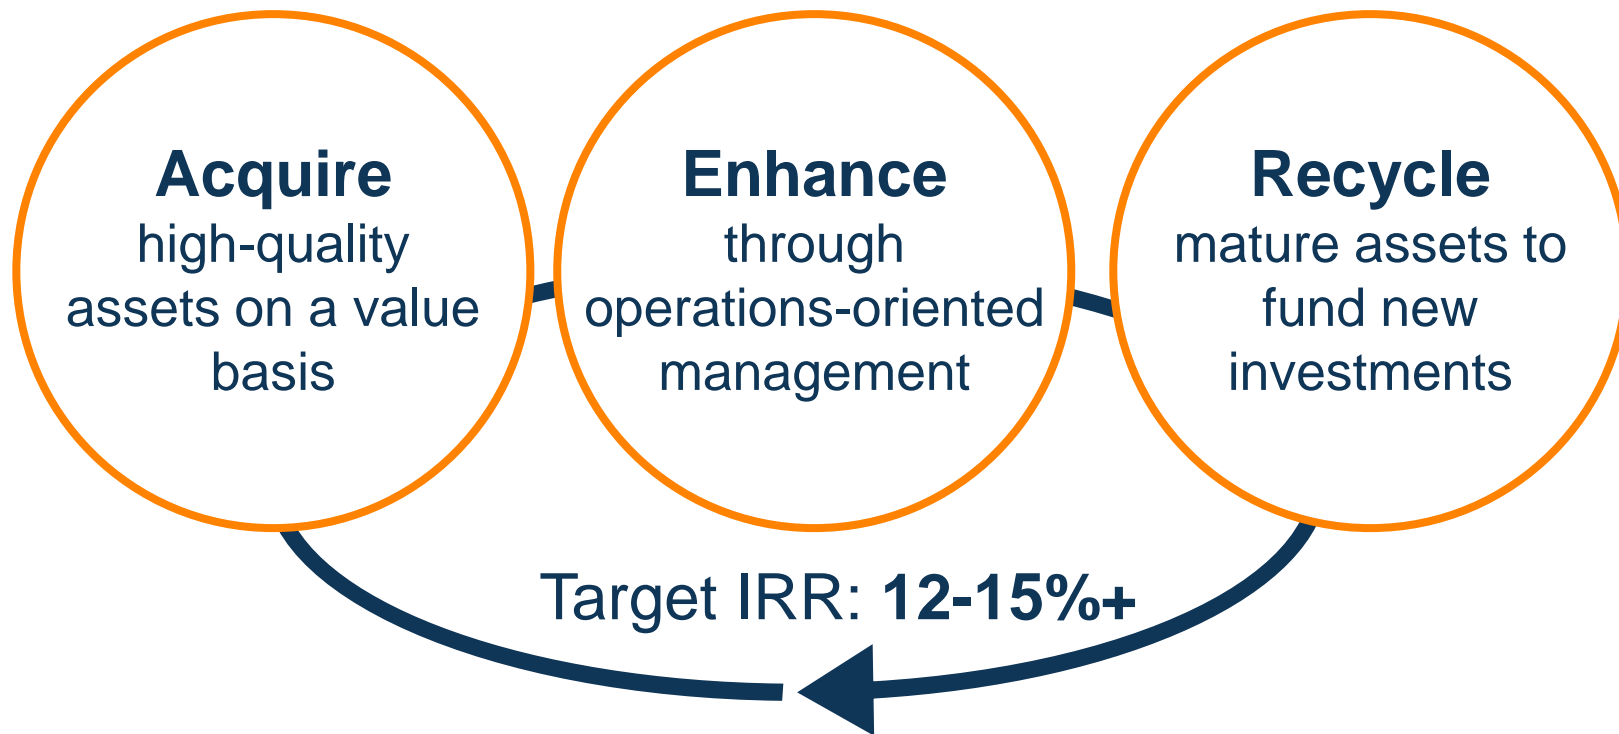 Acquire
high-quality
assets on a value
basis
Enhance
through
operations-oriented
management
Recycle
mature assets to
fund new
investments
Target IRR: 12-15%+